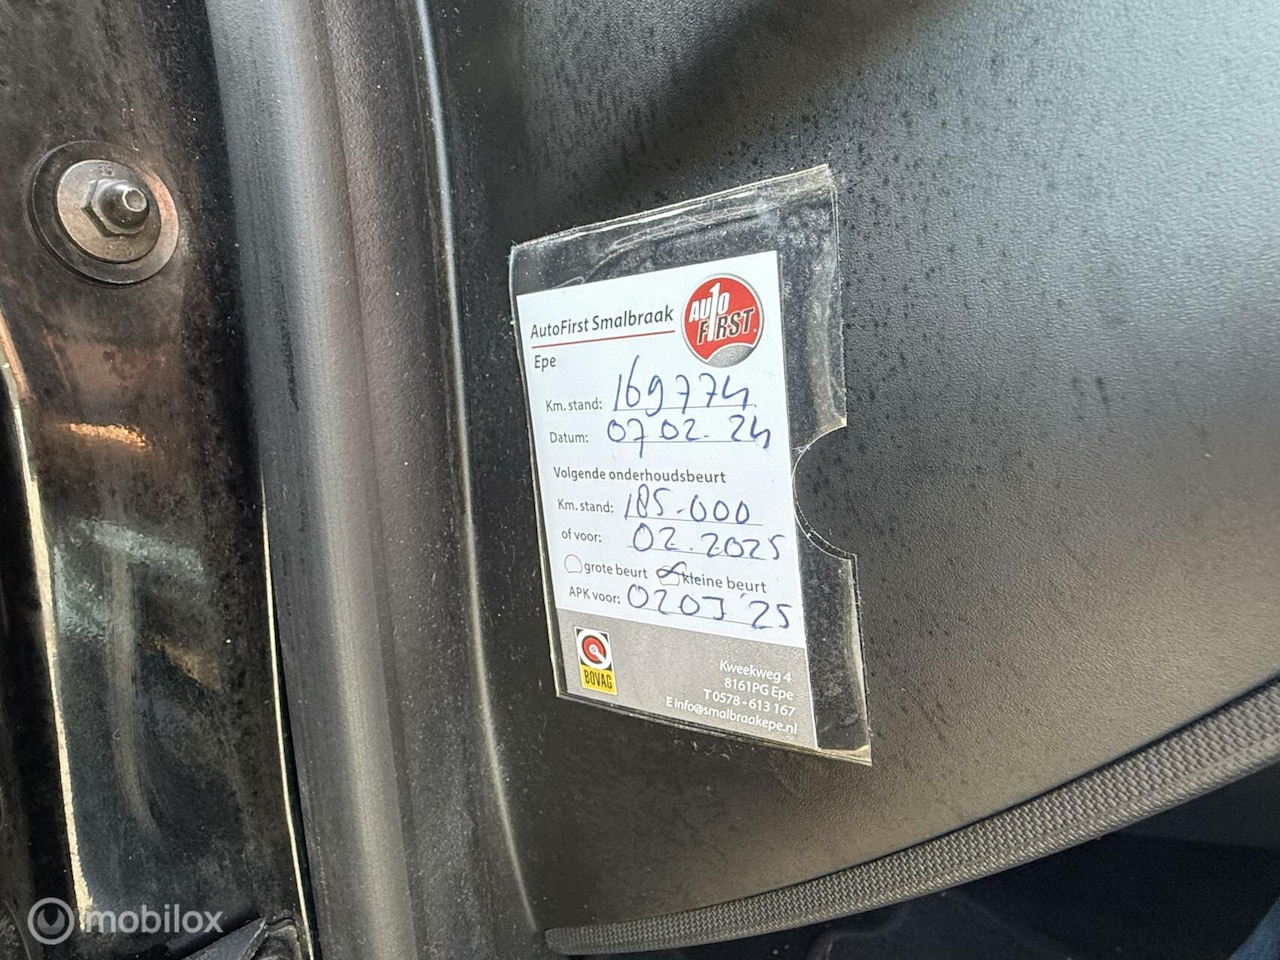 AutoFirst Smalbraak
AUTO
FIRST
Epe
Km. stand: 169774
Datum: 07 02. 24
Volgende onderhoudsbeurt
Km. stand: 185.000
of voor: 02.2025
grote beurt kleine beurt
APK voor: 0203'25
BOVAG
Kweekweg 4
8161PG Epe
T 0578 - 613 167
E info@smalbraakepe.nl
mobilox